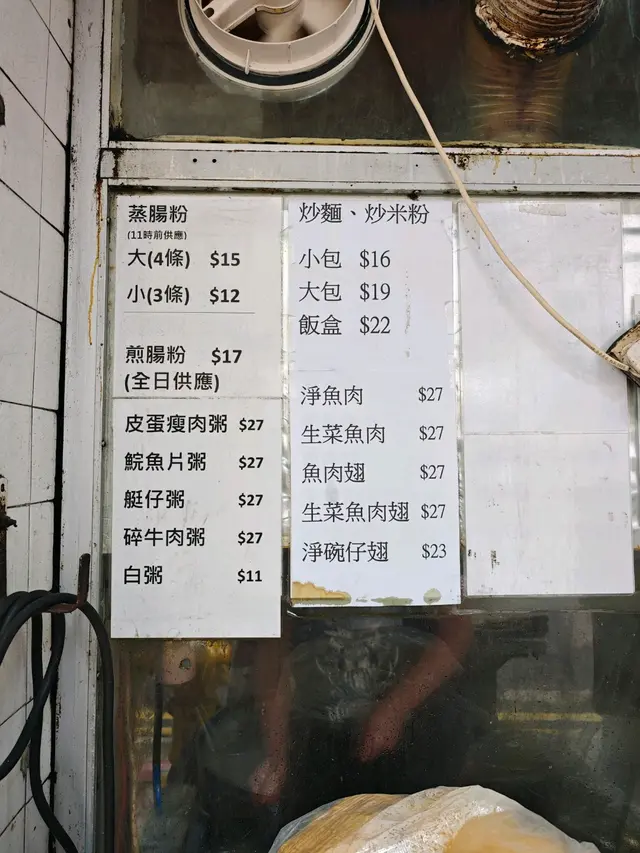 蒸腸粉
(11時前供應)
大(4條) $15
小(3條) $12
煎腸粉 $17
(全日供應)
皮蛋瘦肉粥 $27
鯇魚片粥 $27
艇仔粥 $27
碎牛肉粥 $27
白粥 $11
炒麵、炒米粉
小包 $16
大包 $19
飯盒 $22
淨魚肉 $27
生菜魚肉 $27
魚肉翅 $27
生菜魚肉翅 $27
淨碗仔翅 $23